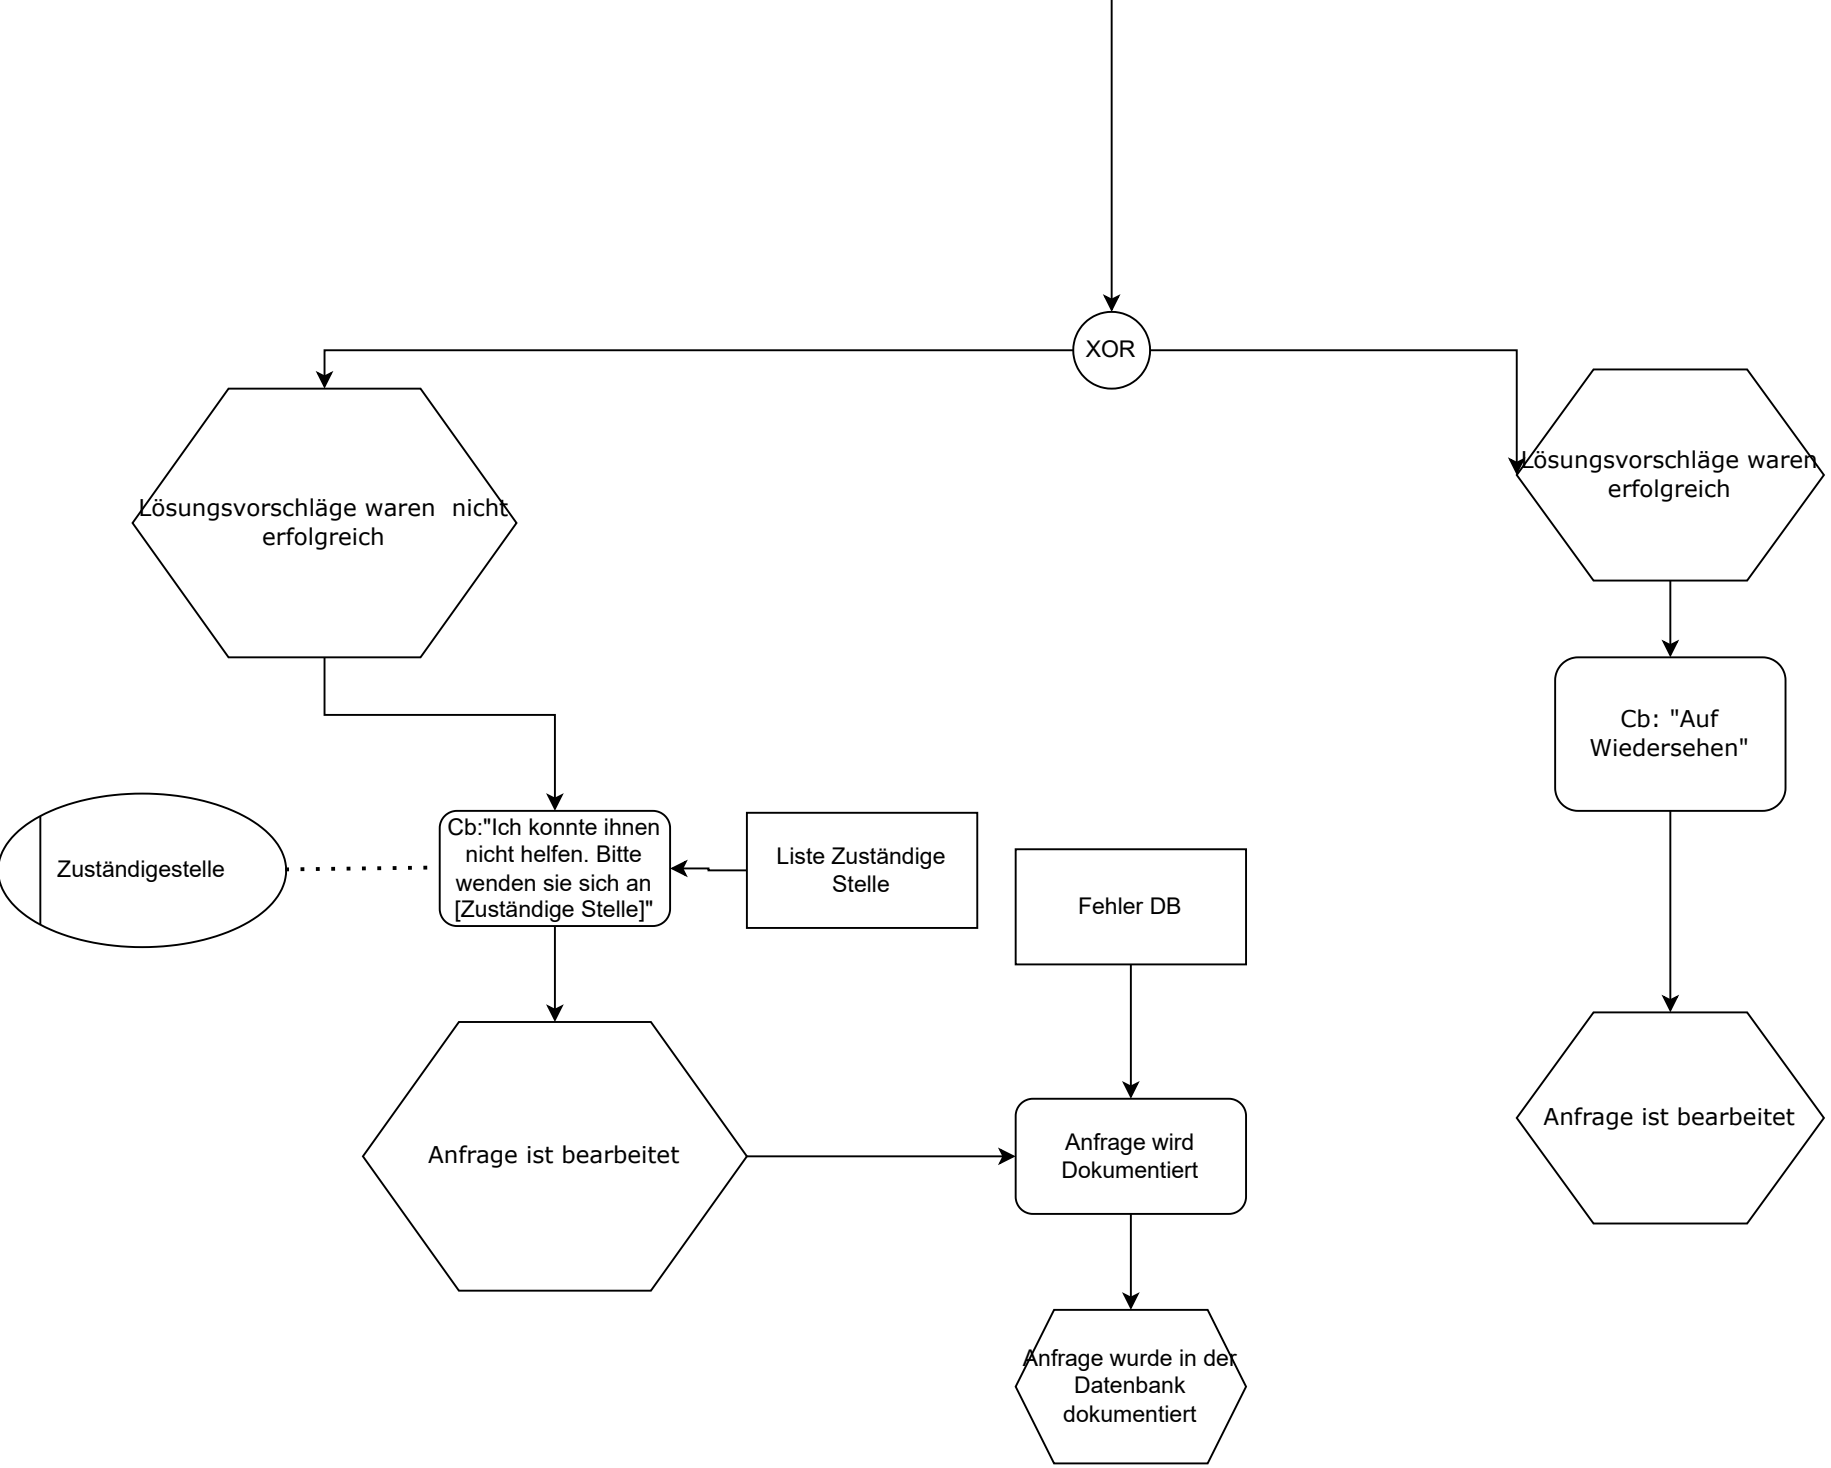 XOR
Lösungsvorschläge waren nicht
erfolgreich
Lösungsvorschläge waren
erfolgreich
Cb: "Auf
Wiedersehen"
Zuständigestelle
Cb:"Ich konnte ihnen
nicht helfen. Bitte
wenden sie sich an
[Zuständige Stelle]"
Liste Zuständige
Stelle
Fehler DB
Anfrage ist bearbeitet
Anfrage wird
Dokumentiert
Anfrage ist bearbeitet
Anfrage wurde in der
Datenbank
dokumentiert